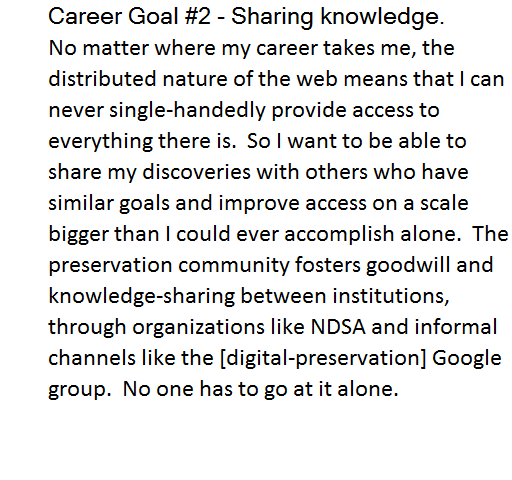 Career Goal #2 - Sharing knowledge.
No matter where my career takes me, the
distributed nature of the web means that I can
never single-handedly provide access to
everything there is.  So I want to be able to
share my discoveries with others who have
similar goals and improve access on a scale
bigger than I could ever accomplish alone.  The
preservation community fosters goodwill and
knowledge-sharing between institutions,
through organizations like NDSA and informal
channels like the [digital-preservation] Google
group.  No one has to go at it alone.